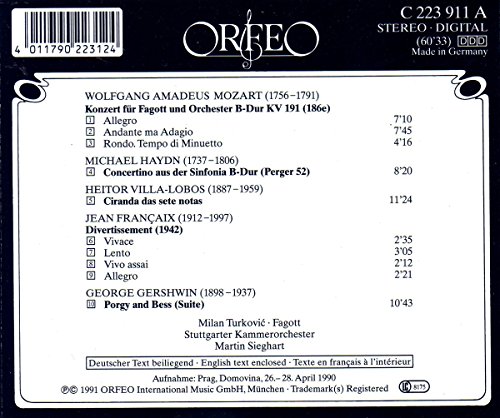 4 011790 223124
ORFEO
C 223 911 A
STEREO · DIGITAL
(60'33) DDD
Made in Germany
WOLFGANG AMADEUS MOZART (1756–1791)
Konzert für Fagott und Orchester B-Dur KV 191 (186e)
1 Allegro 7'10
2 Andante ma Adagio 7'45
3 Rondo. Tempo di Minuetto 4'16
MICHAEL HAYDN (1737–1806)
4 Concertino aus der Sinfonia B-Dur (Perger 52) 8'20
HEITOR VILLA-LOBOS (1887–1959)
5 Ciranda das sete notas 11'24
JEAN FRANÇAIX (1912–1997)
Divertissement (1942)
6 Vivace 2'35
7 Lento 3'05
8 Vivo assai 2'12
9 Allegro 2'21
GEORGE GERSHWIN (1898–1937)
10 Porgy and Bess (Suite) 10'43
Milan Turković · Fagott
Stuttgarter Kammerorchester
Martin Sieghart
Deutscher Text beiliegend · English text enclosed · Texte en français à l'intérieur
Aufnahme: Prag, Domovina, 26.–28. April 1990
℗© 1991 ORFEO International Music GmbH, München · Trademark(s) Registered
LC 8175